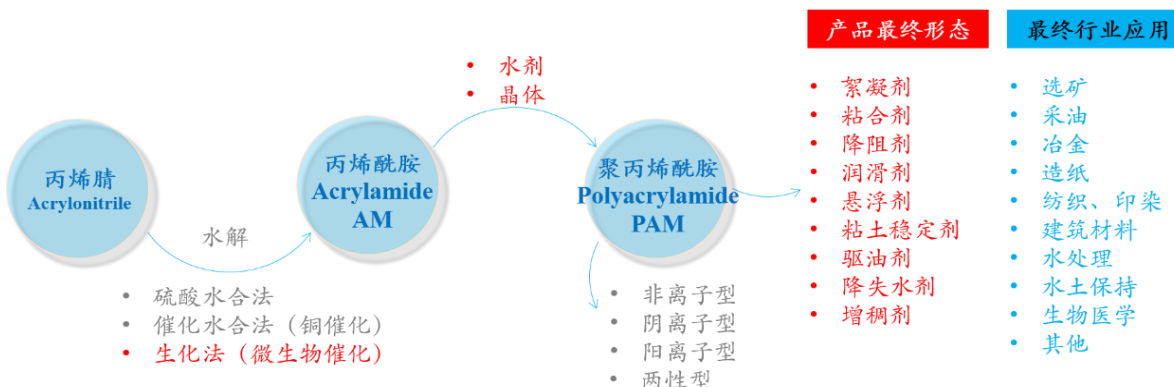 丙烯腈
Acrylonitrile
水解
• 硫酸水合法
• 催化水合法（铜催化）
• 生化法（微生物催化）
丙烯酰胺
Acrylamide
AM
• 水剂
• 晶体
聚丙烯酰胺
Polyacrylamide
PAM
• 非离子型
• 阴离子型
• 阳离子型
• 两性型
产品最终形态
• 絮凝剂
• 粘合剂
• 降阻剂
• 润滑剂
• 悬浮剂
• 粘土稳定剂
• 驱油剂
• 降失水剂
• 增稠剂
最终行业应用
• 选矿
• 采油
• 冶金
• 造纸
• 纺织、印染
• 建筑材料
• 水处理
• 水土保持
• 生物医学
• 其他